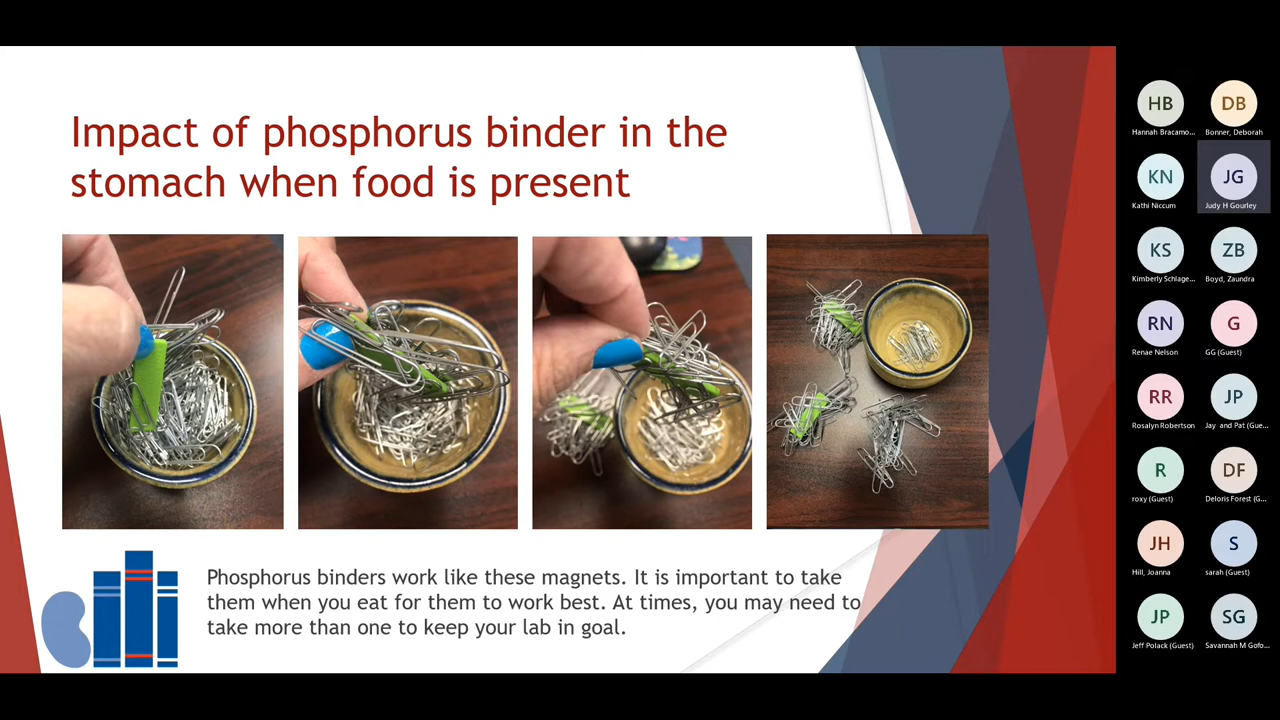 Impact of phosphorus binder in the
stomach when food is present
Phosphorus binders work like these magnets. It is important to take
them when you eat for them to work best. At times, you may need to
take more than one to keep your lab in goal.
HB
Hannah Bracamo...
DB
Bonner, Deborah
KN
Kathi Niccum
JG
Judy H Gourley
KS
Kimberly Schlage...
ZB
Boyd, Zaundra
RN
Renae Nelson
G
GG (Guest)
RR
Rosalyn Robertson
JP
Jay and Pat (Gue...
R
roxy (Guest)
DF
Deloris Forest (G...
JH
Hill, Joanna
S
sarah (Guest)
JP
Jeff Polack (Guest)
SG
Savannah M Gofo...